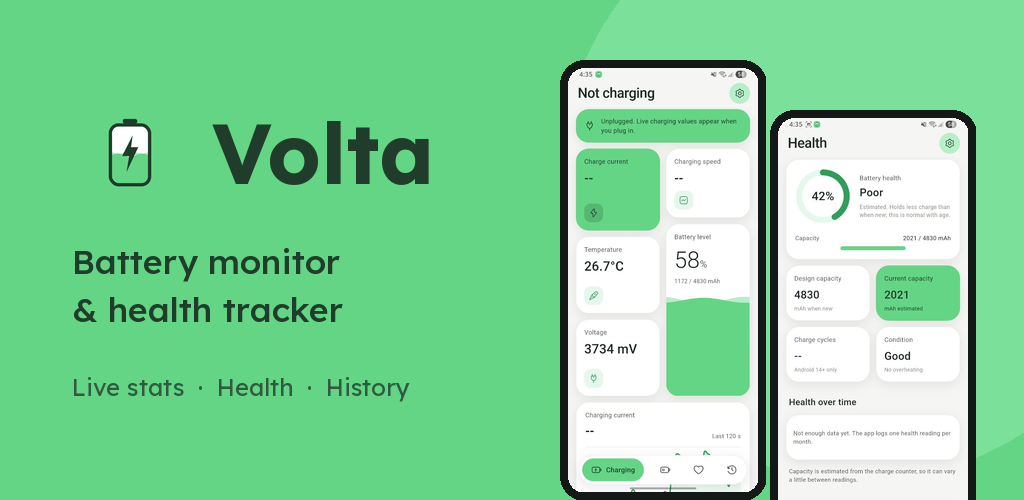 Volta
Battery monitor
& health tracker
Live stats · Health · History
4:35
58
Not charging
Unplugged. Live charging values appear when
you plug in.
Charge current
--
Charging speed
--
Temperature
26.7°C
Battery level
58%
1172 / 4830 mAh
Voltage
3734 mV
Charging current
--
Last 120 s
Charging
4:35
Health
42%
Battery health
Poor
Estimated. Holds less charge than
when new; this is normal with age.
Capacity
2021 / 4830 mAh
Design capacity
4830
mAh when new
Current capacity
2021
mAh estimated
Charge cycles
--
Android 14+ only
Condition
Good
No overheating
Health over time
Not enough data yet. The app logs one health reading per
month.
Capacity is estimated from the charge counter, so it can vary
a little between readings.